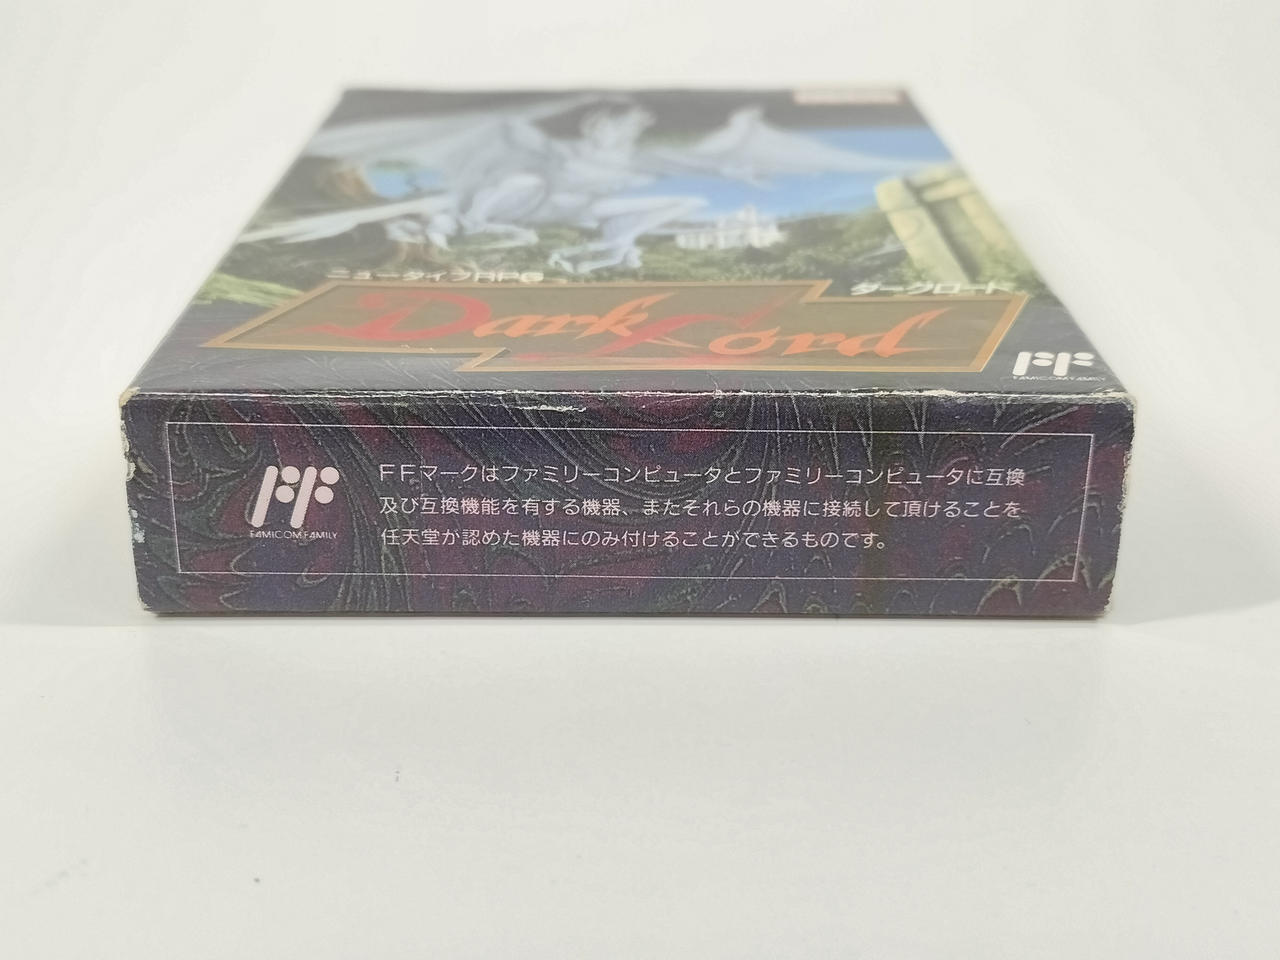 ニュータイプRPG
ダークロード
Dark Lord
FAMICOM FAMILY
FFマークはファミリーコンピュータとファミリーコンピュータに互換
及び互換機能を有する機器、またそれらの機器に接続して頂けることを
任天堂が認めた機器にのみ付けることができるものです。
FAMICOM FAMILY